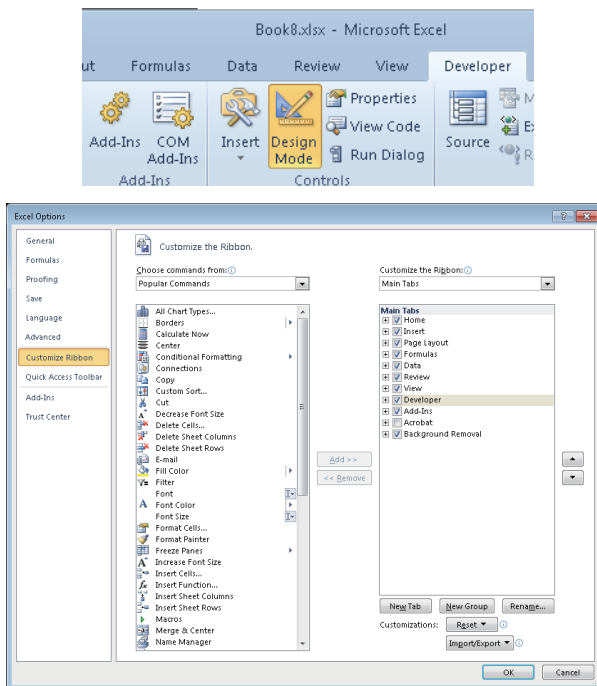 Book8.xlsx - Microsoft Excel
ut Formulas Data Review View Developer
Add-Ins COM Add-Ins
Insert Design Mode
Properties
View Code
Run Dialog
Source
Add-Ins Controls
Excel Options
General
Formulas
Proofing
Save
Language
Advanced
Customize Ribbon
Quick Access Toolbar
Add-Ins
Trust Center
Customize the Ribbon.
Choose commands from:
Popular Commands
All Chart Types...
Borders
Calculate Now
Center
Conditional Formatting
Connections
Copy
Custom Sort...
Cut
Decrease Font Size
Delete Cells...
Delete Sheet Columns
Delete Sheet Rows
E-mail
Fill Color
Filter
Font
Font Color
Font Size
Format Cells...
Format Painter
Freeze Panes
Increase Font Size
Insert Cells...
Insert Function...
Insert Sheet Columns
Insert Sheet Rows
Macros
Merge & Center
Name Manager
Add >>
<< Remove
Customize the Ribbon:
Main Tabs
Main Tabs
Home
Insert
Page Layout
Formulas
Data
Review
View
Developer
Add-Ins
Acrobat
Background Removal
New Tab New Group Rename...
Customizations: Reset
Import/Export
OK Cancel